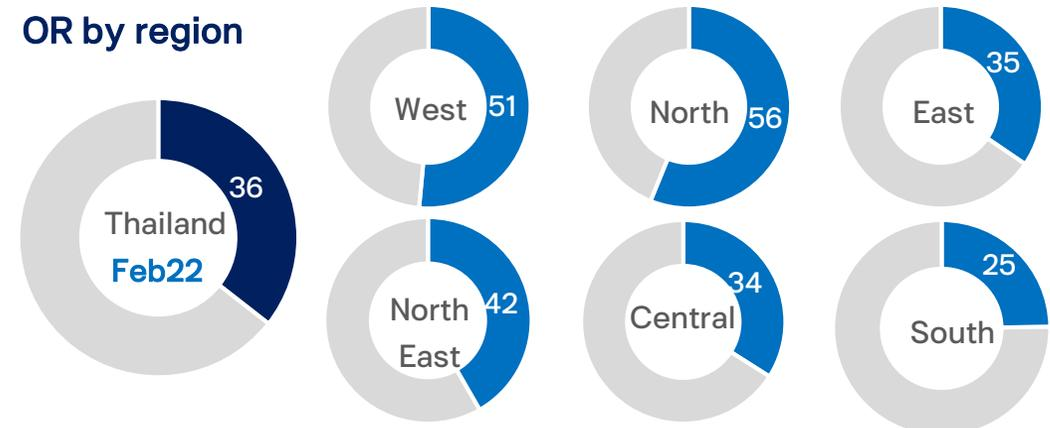 OR by region
36
Thailand
Feb22
West 51
North 56
35
East
North 42
East
34
Central
25
South